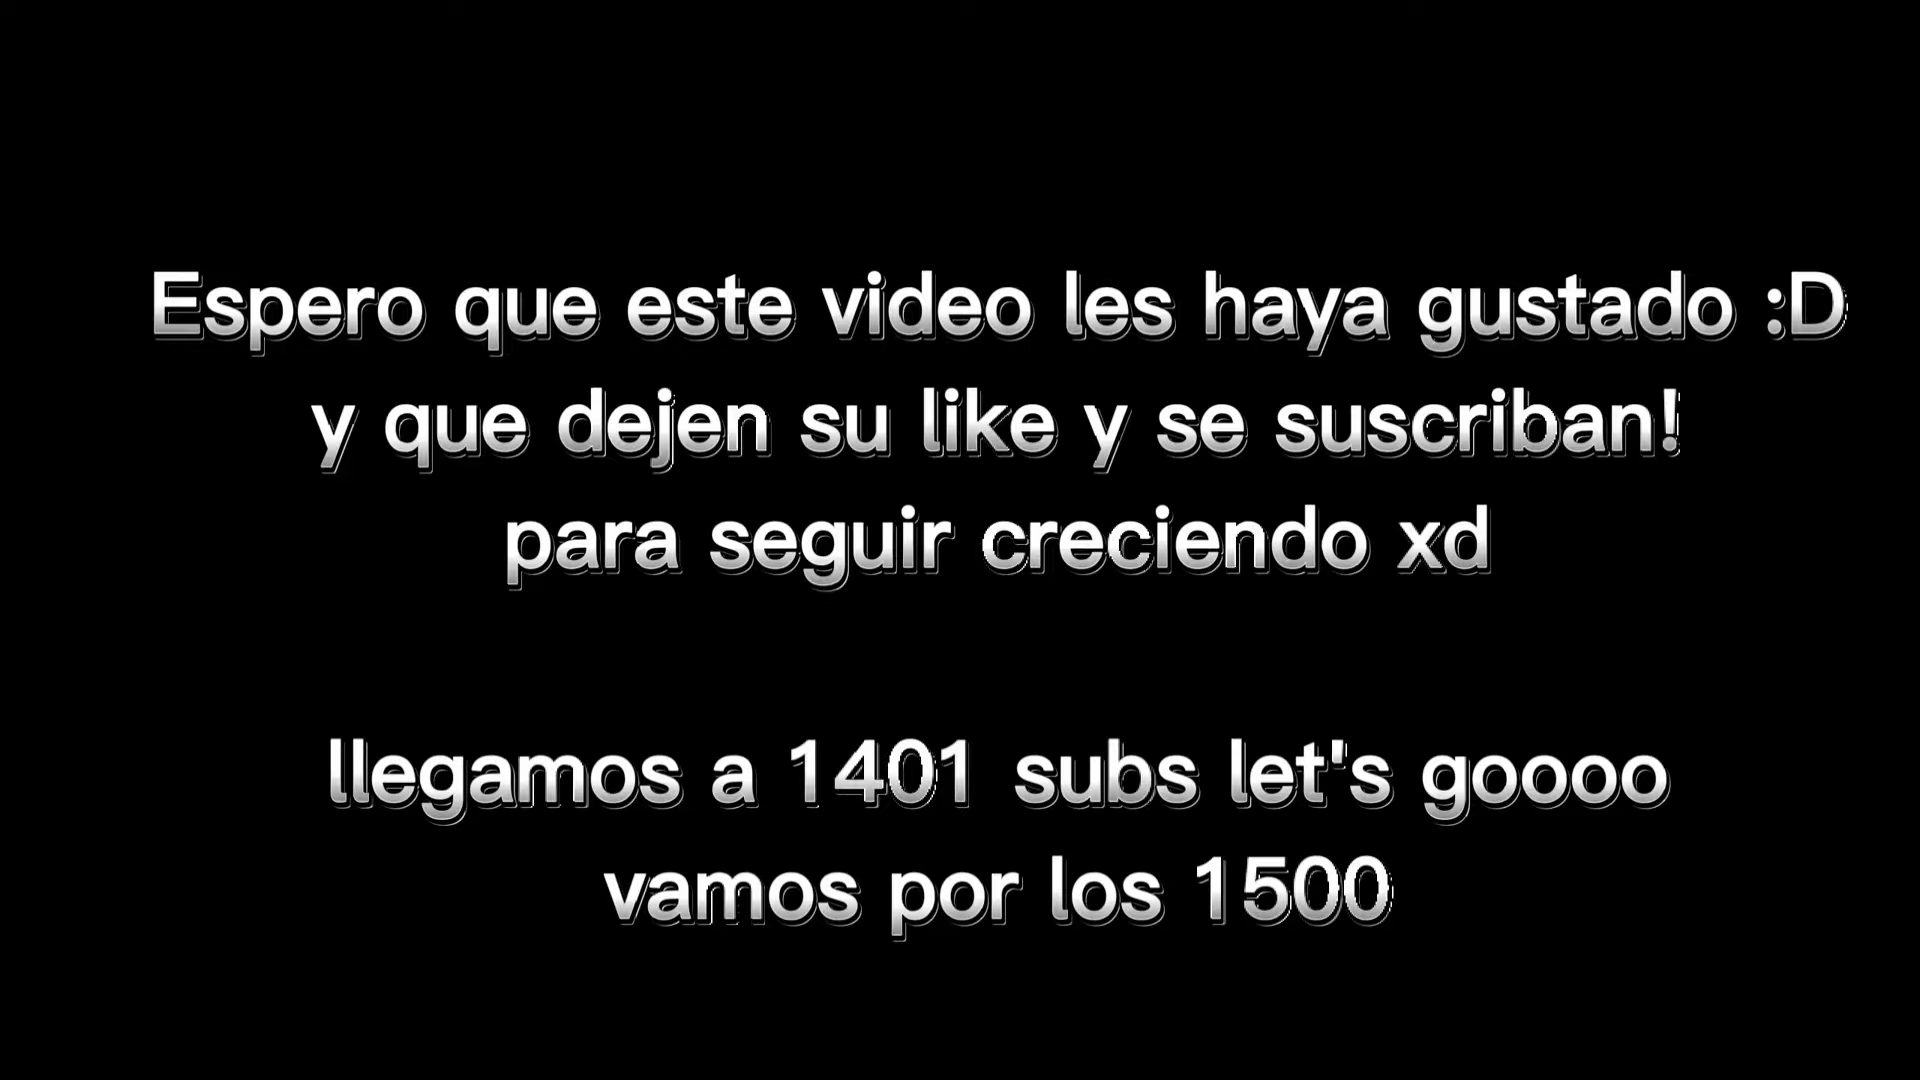 Espero que este video les haya gustado :D
y que dejen su like y se suscriban!
para seguir creciendo xd
llegamos a 1401 subs let's goooo
vamos por los 1500